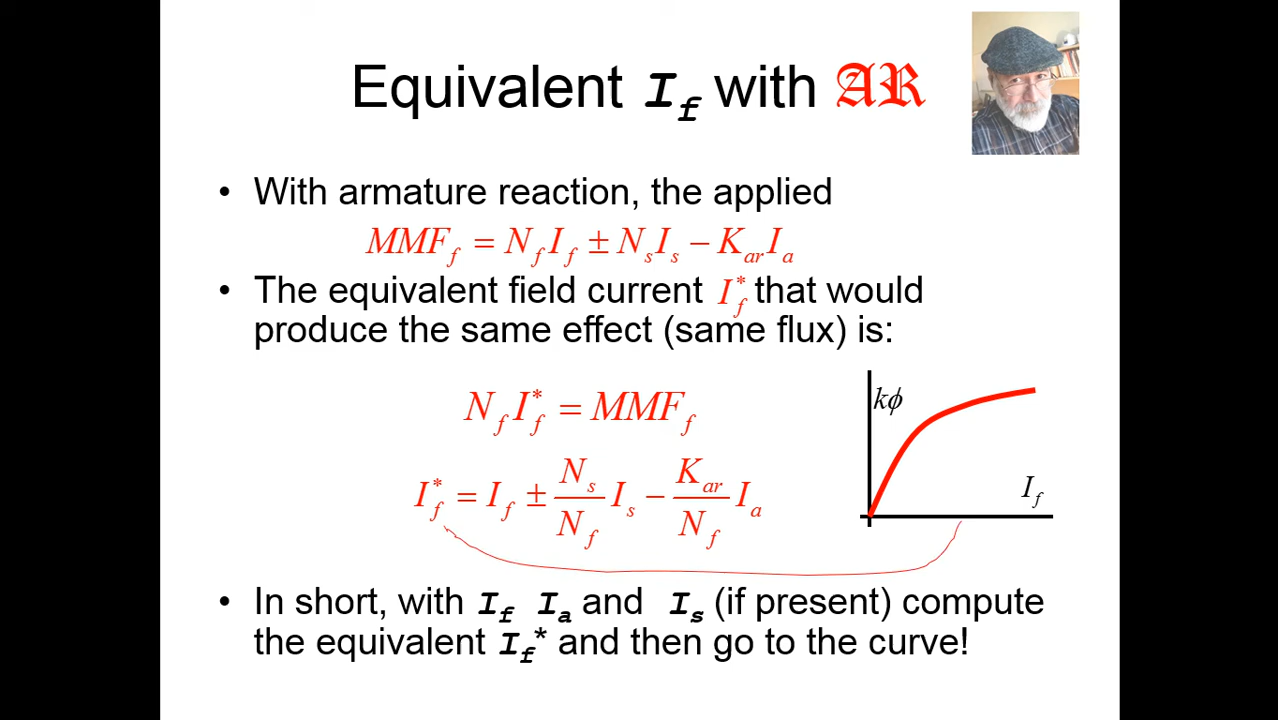 Equivalent I_f with 𝔄ℜ
• With armature reaction, the applied
MMF_f = N_f I_f ± N_s I_s − K_ar I_a
• The equivalent field current I_f^* that would
produce the same effect (same flux) is:
N_f I_f^* = MMF_f
I_f^* = I_f ± (N_s/N_f) I_s − (K_ar/N_f) I_a
kϕ
I_f
• In short, with I_f I_a and I_s (if present) compute
the equivalent I_f* and then go to the curve!